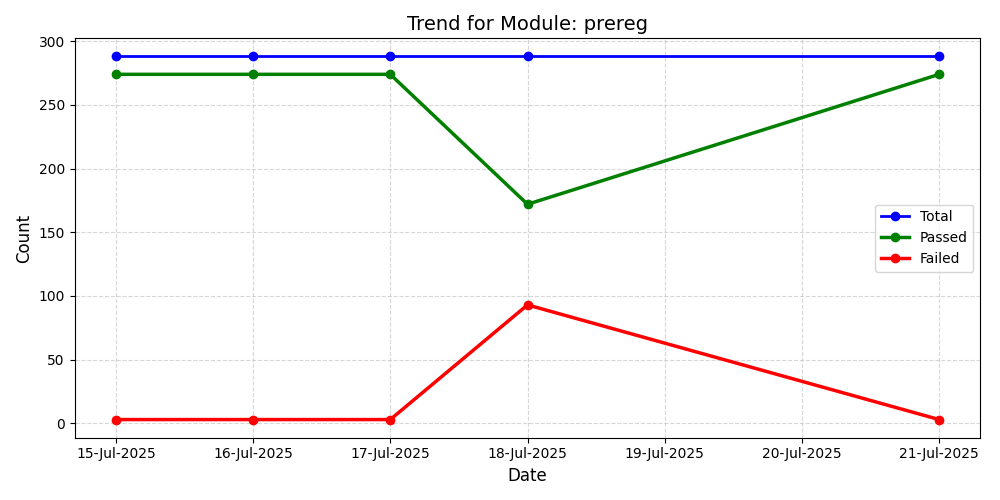 Trend for Module: prereg
300
250
200
150
100
50
0
Count
Total
Passed
Failed
15-Jul-2025 16-Jul-2025 17-Jul-2025 18-Jul-2025 19-Jul-2025 20-Jul-2025 21-Jul-2025
Date